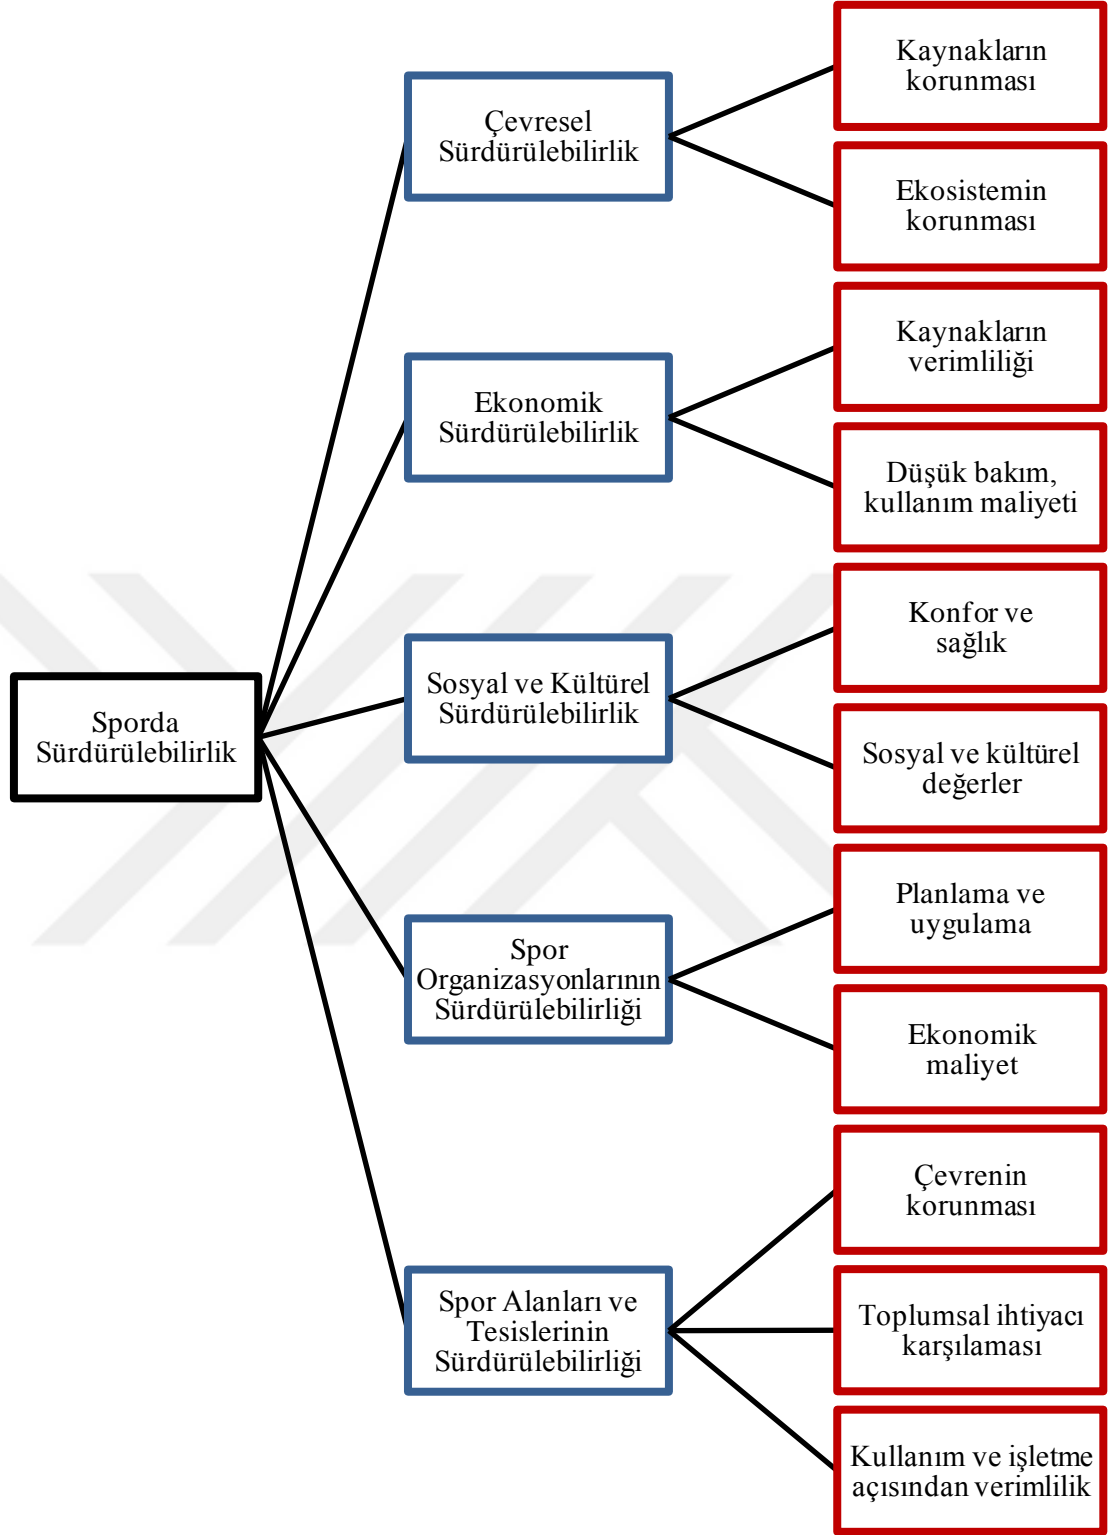 Sporda
Sürdürülebilirlik
Çevresel
Sürdürülebilirlik
Kaynakların
korunması
Ekosistemin
korunması
Ekonomik
Sürdürülebilirlik
Kaynakların
verimliliği
Düşük bakım,
kullanım maliyeti
Sosyal ve Kültürel
Sürdürülebilirlik
Konfor ve
sağlık
Sosyal ve kültürel
değerler
Spor
Organizasyonlarının
Sürdürülebilirliği
Planlama ve
uygulama
Ekonomik
maliyet
Spor Alanları ve
Tesislerinin
Sürdürülebilirliği
Çevrenin
korunması
Toplumsal ihtiyacı
karşılaması
Kullanım ve işletme
açısından verimlilik